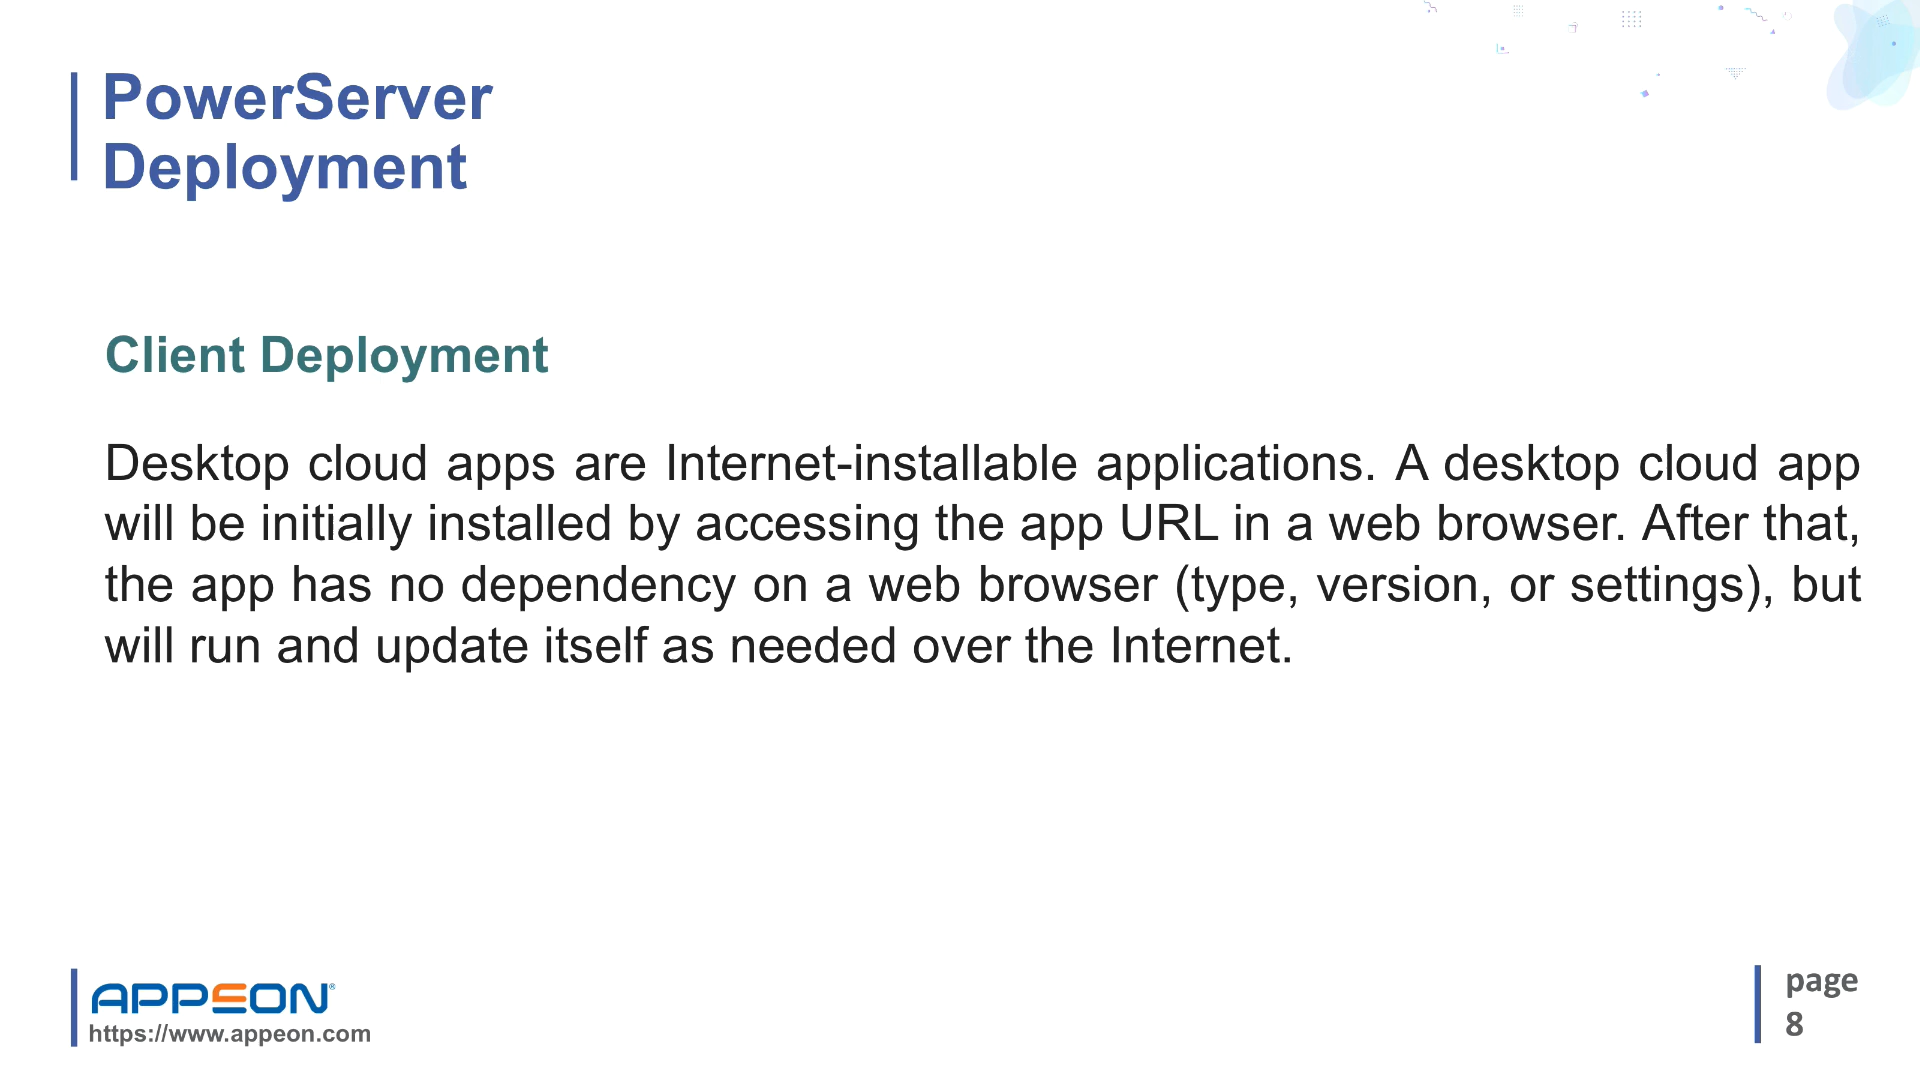 PowerServer
Deployment
Client Deployment
Desktop cloud apps are Internet-installable applications. A desktop cloud app
will be initially installed by accessing the app URL in a web browser. After that,
the app has no dependency on a web browser (type, version, or settings), but
will run and update itself as needed over the Internet.
APPEON®
https://www.appeon.com
page
8